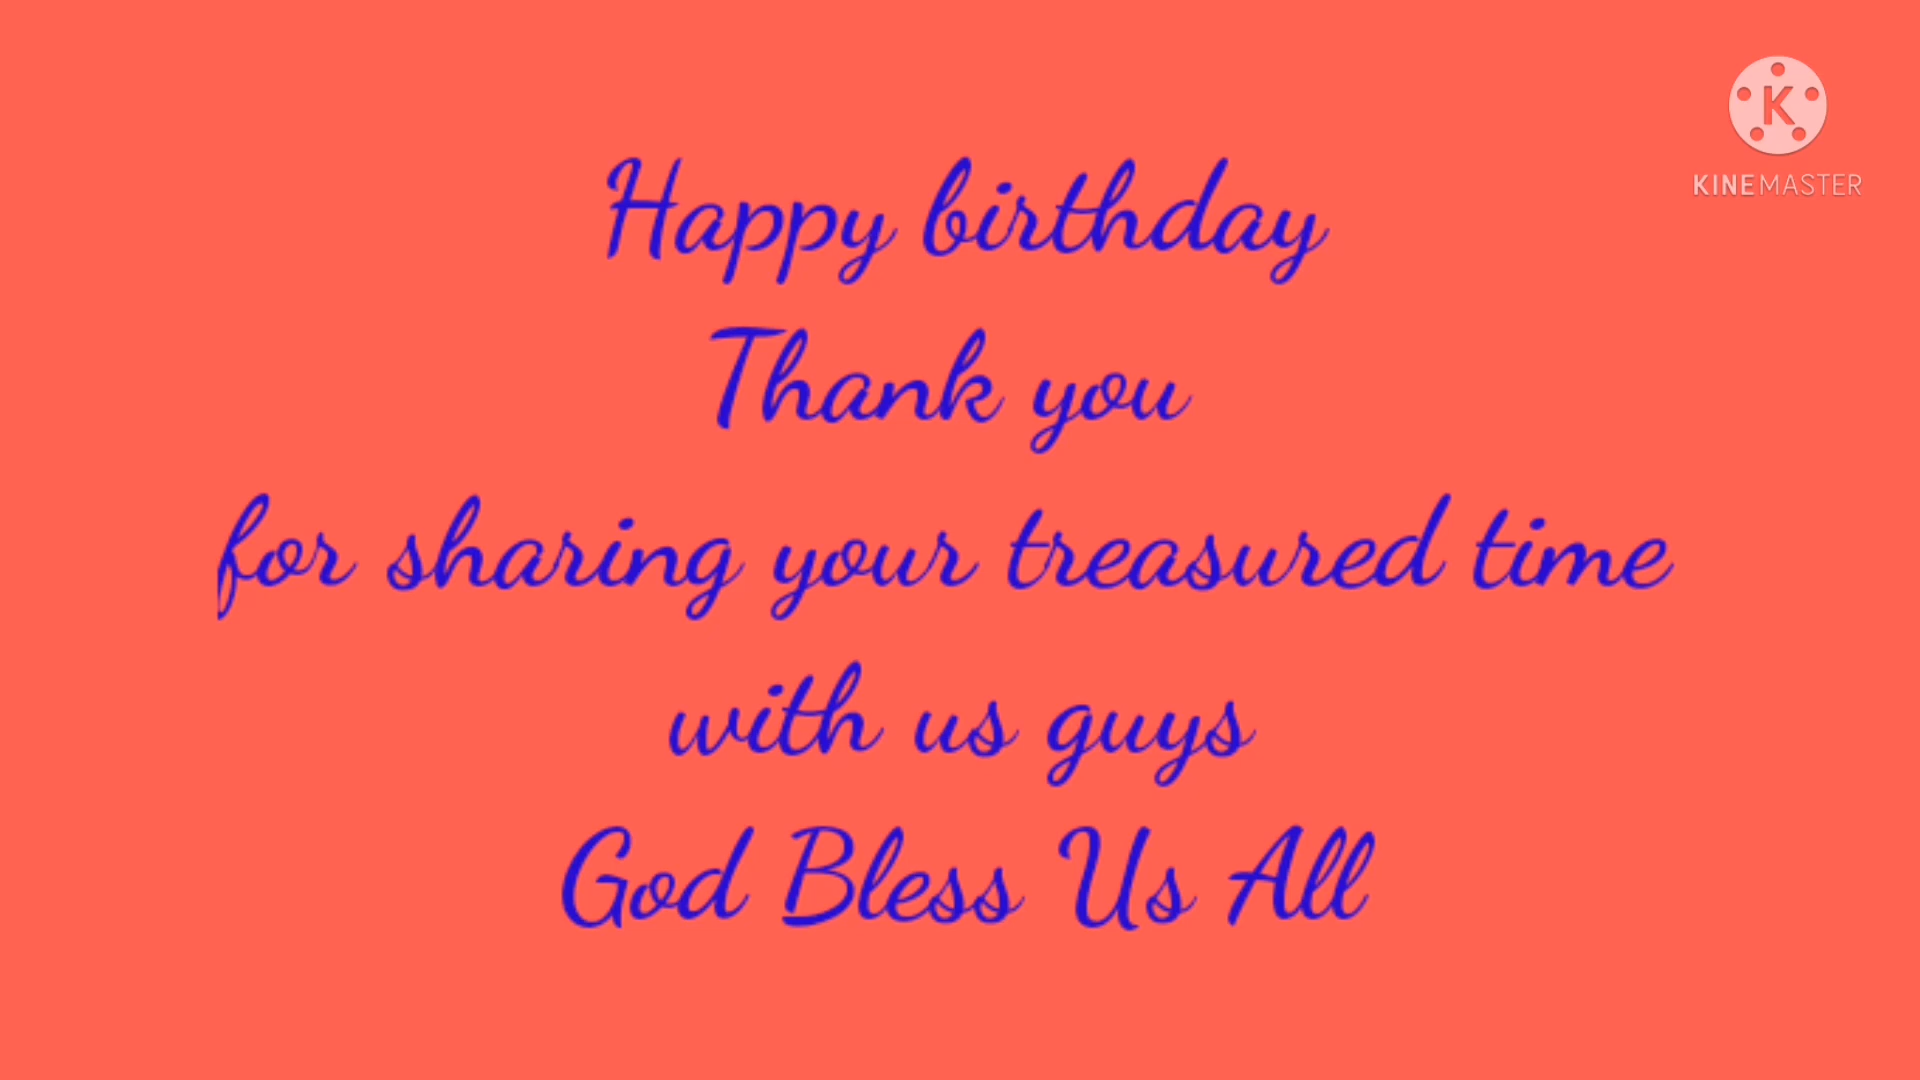 K
KINEMASTER
Happy birthday
Thank you
for sharing your treasured time
with us guys
God Bless Us All